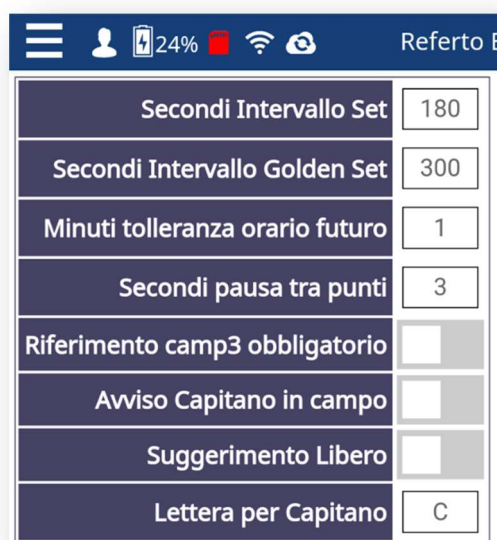 24% Referto
Secondi Intervallo Set 180
Secondi Intervallo Golden Set 300
Minuti tolleranza orario futuro 1
Secondi pausa tra punti 3
Riferimento camp3 obbligatorio
Avviso Capitano in campo
Suggerimento Libero
Lettera per Capitano C